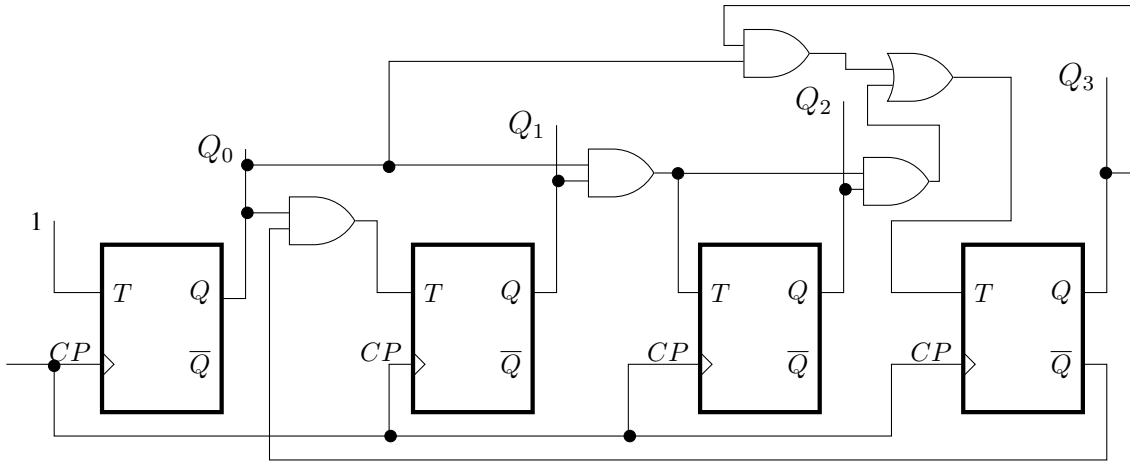 Q₃
Q₂
Q₁
Q₀
1
T Q T Q T Q T Q
CP Q̅ CP Q̅ CP Q̅ CP Q̅